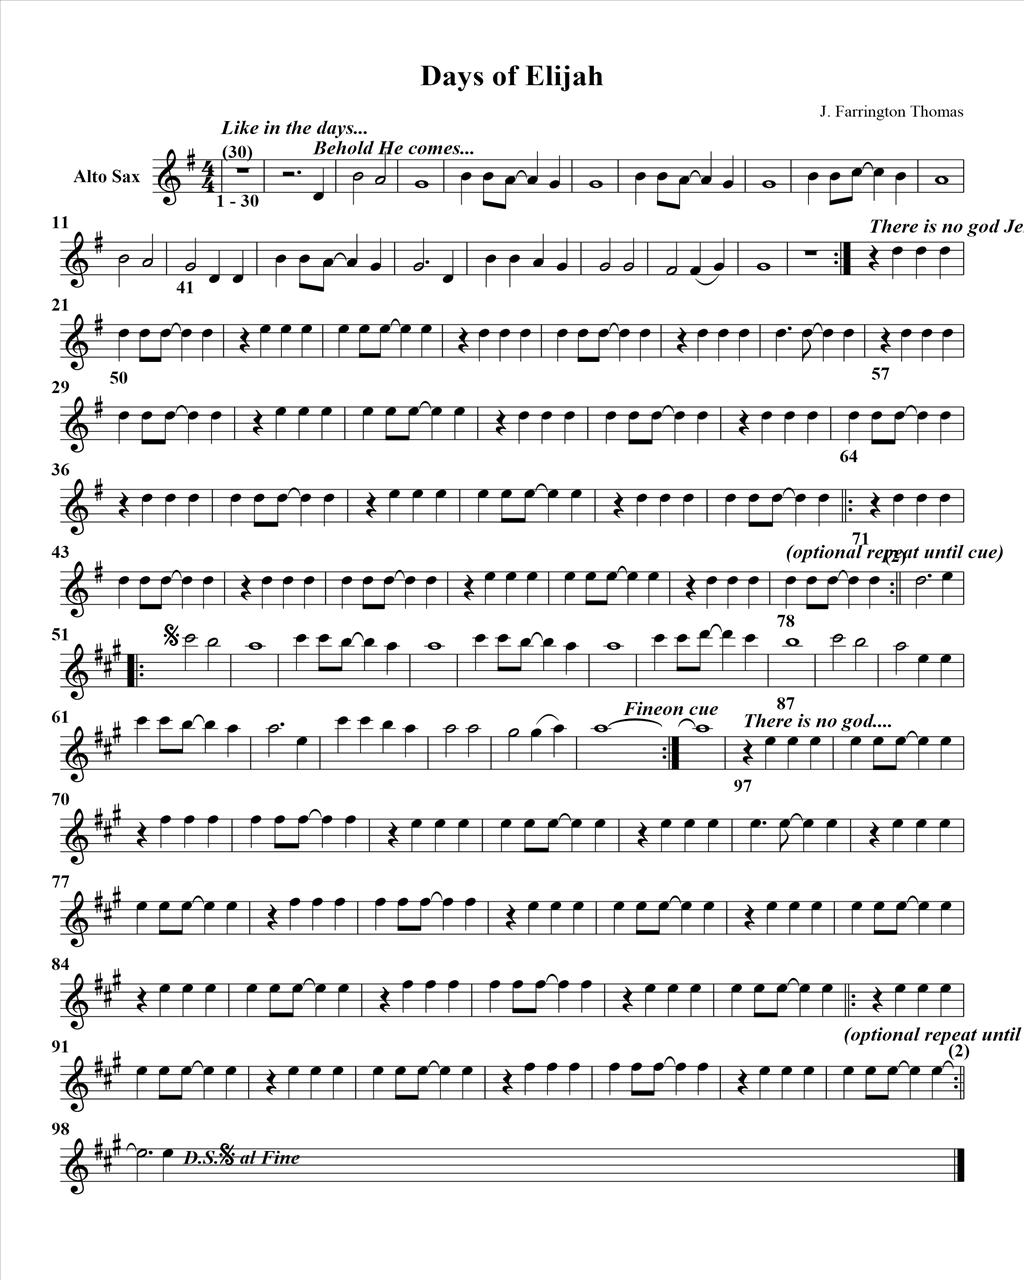 Days of Elijah
J. Farrington Thomas
Like in the days...
(30)
Behold He comes...
Alto Sax
4
4
1 - 30
11
There is no god Je
41
21
50
57
29
64
36
71
43
(optional repeat until cue)
(2)
78
51
87
61
Fineon cue
There is no god....
97
70
77
84
91
(optional repeat until
(2)
98
D.S. al Fine